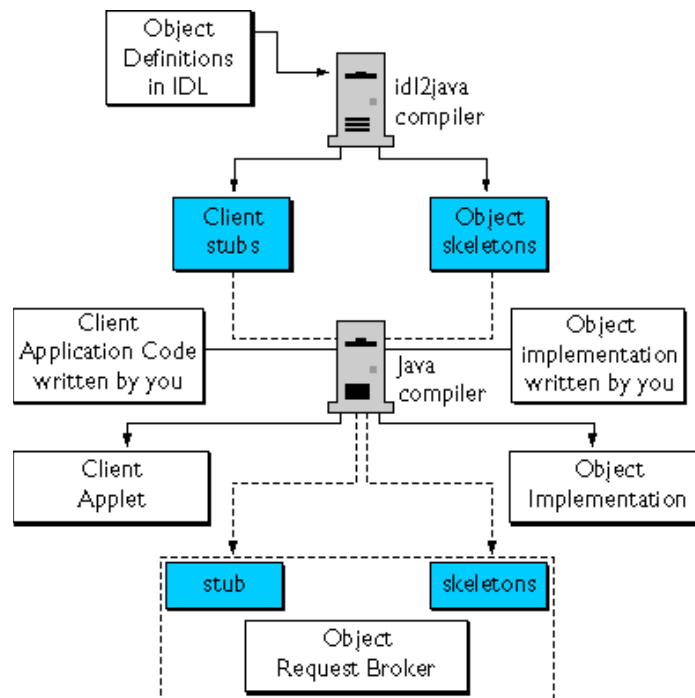 Object
Definitions
in IDL
idl2java
compiler
Client
stubs
Object
skeletons
Client
Application Code
written by you
Java
compiler
Object
implementation
written by you
Client
Applet
Object
Implementation
stub
skeletons
Object
Request Broker